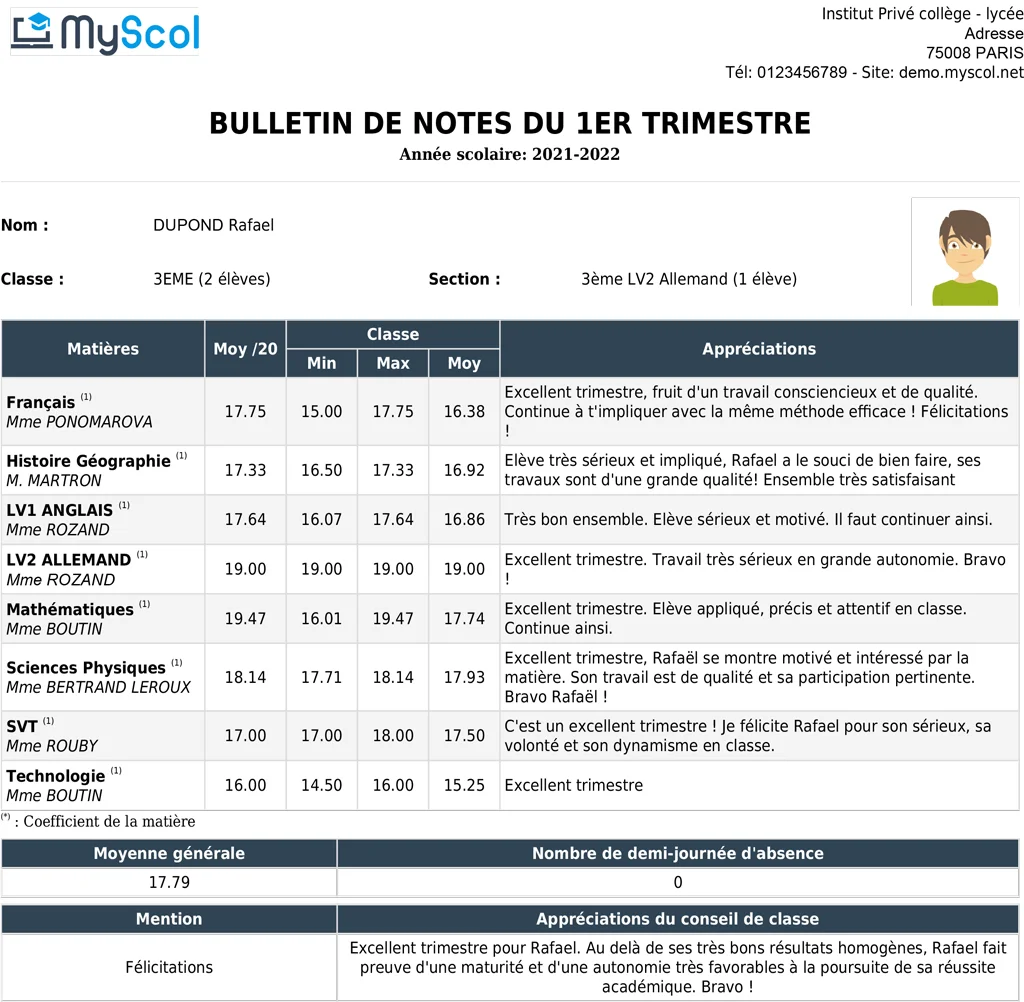 MyScol
Institut Privé collège - lycée
Adresse
75008 PARIS
Tél: 0123456789 - Site: demo.myscol.net
BULLETIN DE NOTES DU 1ER TRIMESTRE
Année scolaire: 2021-2022
Nom : DUPOND Rafael
Classe : 3EME (2 élèves) Section : 3ème LV2 Allemand (1 élève)
Matières Moy /20 Classe Appréciations
Min Max Moy
Français (1)
Mme PONOMAROVA
17.75 15.00 17.75 16.38
Excellent trimestre, fruit d'un travail consciencieux et de qualité.
Continue à t'impliquer avec la même méthode efficace ! Félicitations
!
Histoire Géographie (1)
M. MARTRON
17.33 16.50 17.33 16.92
Elève très sérieux et impliqué, Rafael a le souci de bien faire, ses
travaux sont d'une grande qualité! Ensemble très satisfaisant
LV1 ANGLAIS (1)
Mme ROZAND
17.64 16.07 17.64 16.86
Très bon ensemble. Elève sérieux et motivé. Il faut continuer ainsi.
LV2 ALLEMAND (1)
Mme ROZAND
19.00 19.00 19.00 19.00
Excellent trimestre. Travail très sérieux en grande autonomie. Bravo
!
Mathématiques (1)
Mme BOUTIN
19.47 16.01 19.47 17.74
Excellent trimestre. Elève appliqué, précis et attentif en classe.
Continue ainsi.
Sciences Physiques (1)
Mme BERTRAND LEROUX
18.14 17.71 18.14 17.93
Excellent trimestre, Rafaël se montre motivé et intéressé par la
matière. Son travail est de qualité et sa participation pertinente.
Bravo Rafaël !
SVT (1)
Mme ROUBY
17.00 17.00 18.00 17.50
C'est un excellent trimestre ! Je félicite Rafael pour son sérieux, sa
volonté et son dynamisme en classe.
Technologie (1)
Mme BOUTIN
16.00 14.50 16.00 15.25
Excellent trimestre
(*) : Coefficient de la matière
Moyenne générale Nombre de demi-journée d'absence
17.79 0
Mention Appréciations du conseil de classe
Félicitations
Excellent trimestre pour Rafael. Au delà de ses très bons résultats homogènes, Rafael fait
preuve d'une maturité et d'une autonomie très favorables à la poursuite de sa réussite
académique. Bravo !